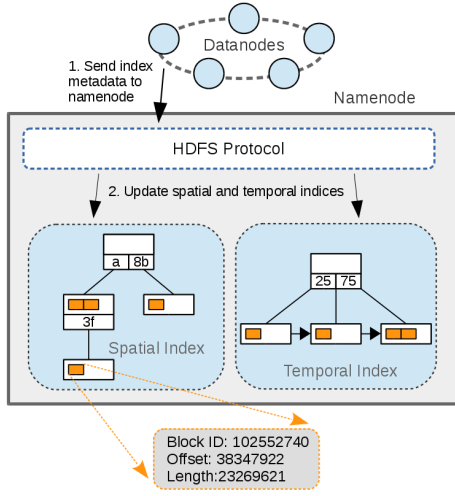 Datanodes
1. Send index
metadata to
namenode
Namenode
HDFS Protocol
2. Update spatial and temporal indices
a 8b
3f
Spatial Index
25 75
Temporal Index
Block ID: 102552740
Offset: 38347922
Length:23269621